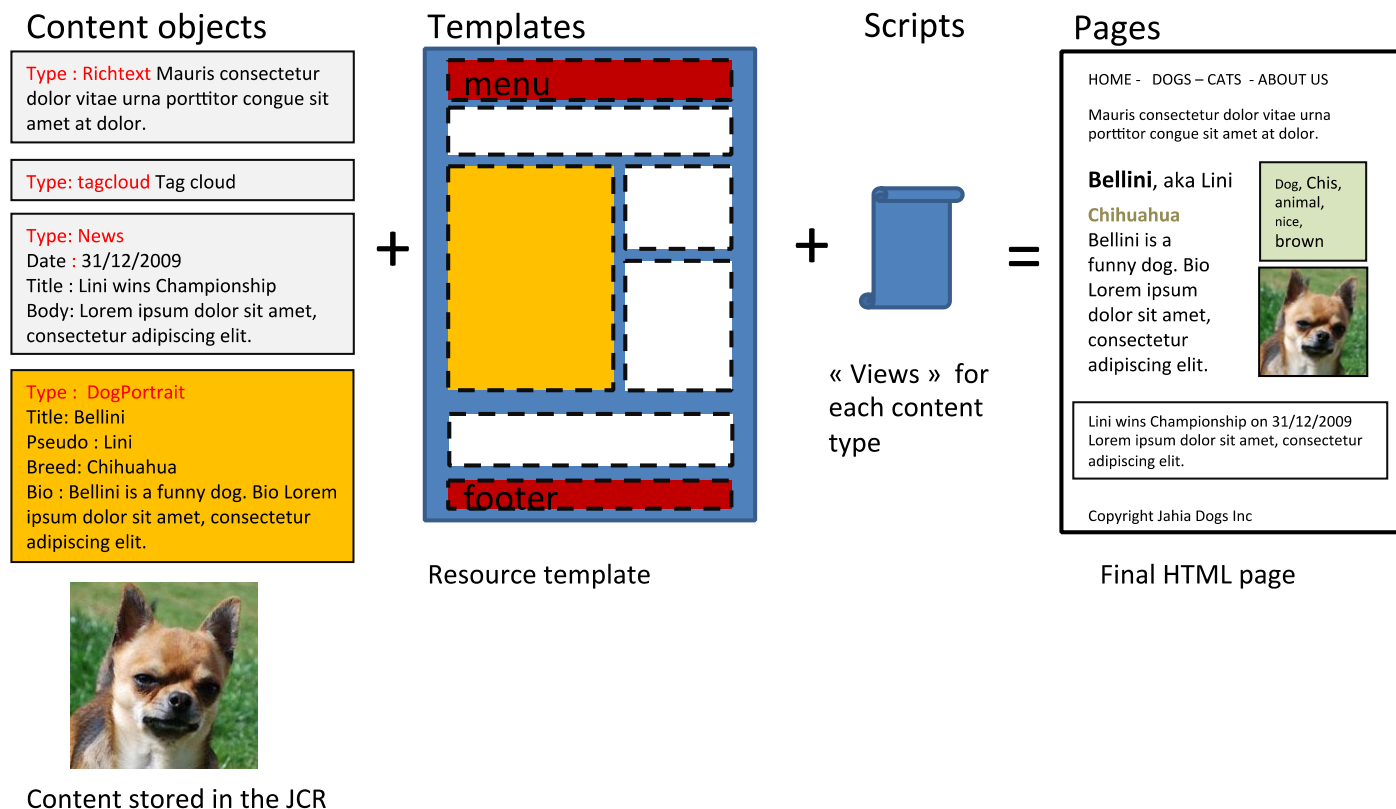 Content objects
Type : Richtext Mauris consectetur
dolor vitae urna porttitor congue sit
amet at dolor.
Type: tagcloud Tag cloud
Type: News
Date : 31/12/2009
Title : Lini wins Championship
Body: Lorem ipsum dolor sit amet,
consectetur adipiscing elit.
Type :  DogPortrait
Title: Bellini
Pseudo : Lini
Breed: Chihuahua
Bio : Bellini is a funny dog. Bio Lorem
ipsum dolor sit amet, consectetur
adipiscing elit.
Content stored in the JCR
+
Templates
menu
footer
Resource template
+
Scripts
« Views »  for
each content
type
=
Pages
HOME -   DOGS – CATS  - ABOUT US
Mauris consectetur dolor vitae urna
porttitor congue sit amet at dolor.
Bellini, aka Lini
Chihuahua
Bellini is a
funny dog. Bio
Lorem ipsum
dolor sit amet,
consectetur
adipiscing elit.
Dog, Chis,
animal,
nice,
brown
Lini wins Championship on 31/12/2009
Lorem ipsum dolor sit amet, consectetur
adipiscing elit.
Copyright Jahia Dogs Inc
Final HTML page